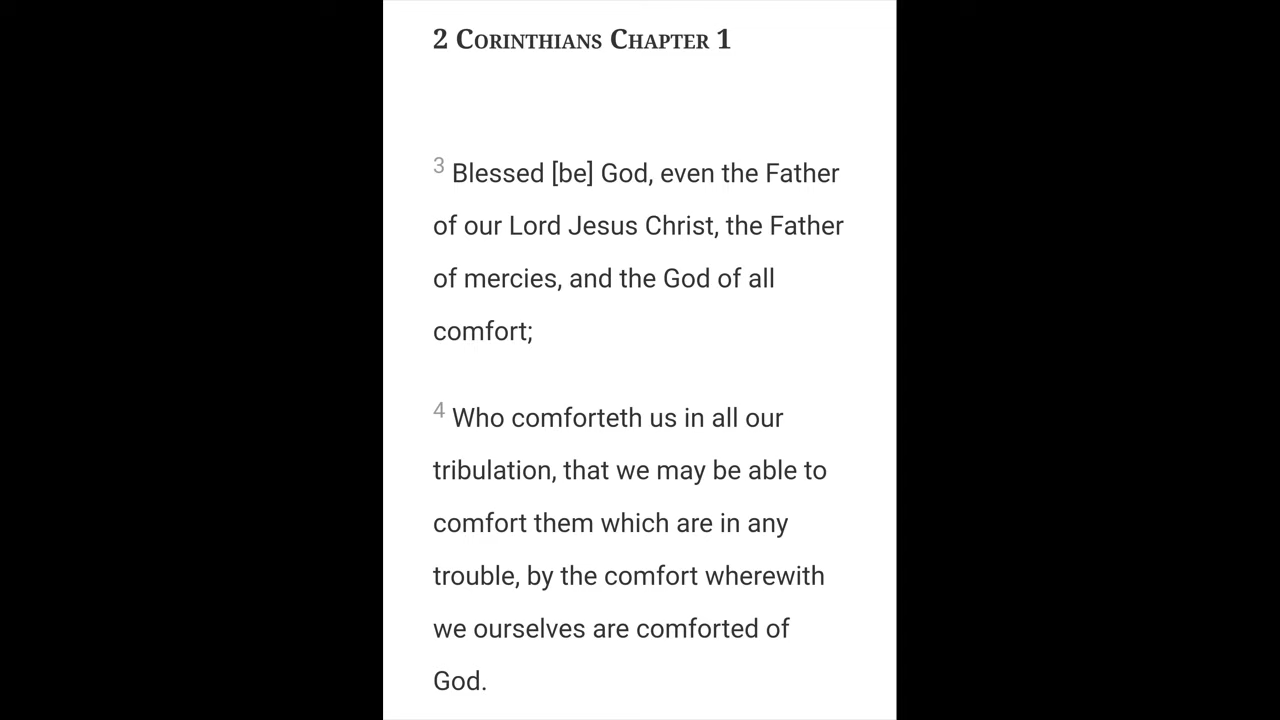 2 Corinthians Chapter 1
3 Blessed [be] God, even the Father
of our Lord Jesus Christ, the Father
of mercies, and the God of all
comfort;
4 Who comforteth us in all our
tribulation, that we may be able to
comfort them which are in any
trouble, by the comfort wherewith
we ourselves are comforted of
God.